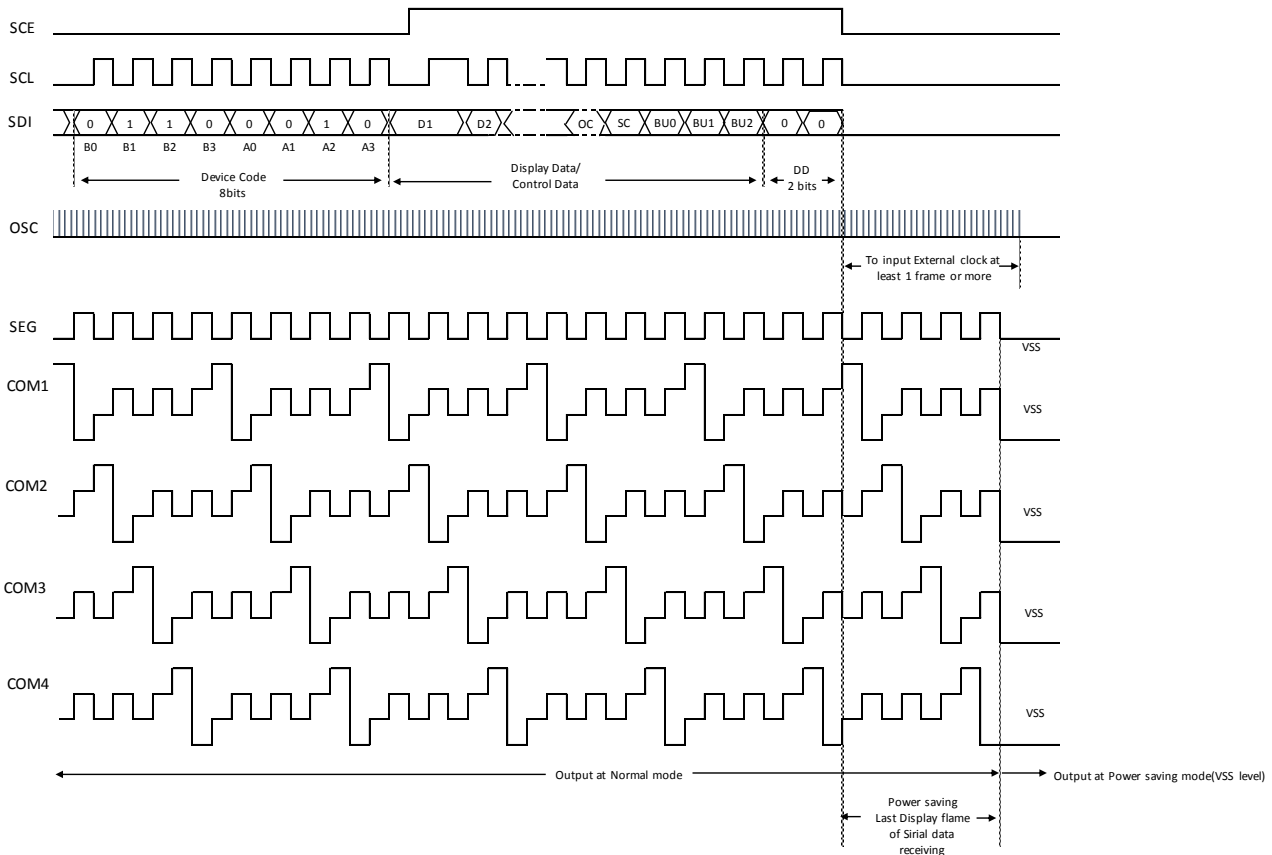 SCE
SCL
SDI
0 1 1 0 0 0 1 0 D1 D2 OC SC BU0 BU1 BU2 0 0
B0 B1 B2 B3 A0 A1 A2 A3
Device Code
8bits
Display Data/
Control Data
DD
2 bits
OSC
To input External clock at
least 1 frame or more
SEG
VSS
COM1
VSS
COM2
VSS
COM3
VSS
COM4
VSS
Output at Normal mode
Output at Power saving mode(VSS level)
Power saving
Last Display flame
of Sirial data
receiving